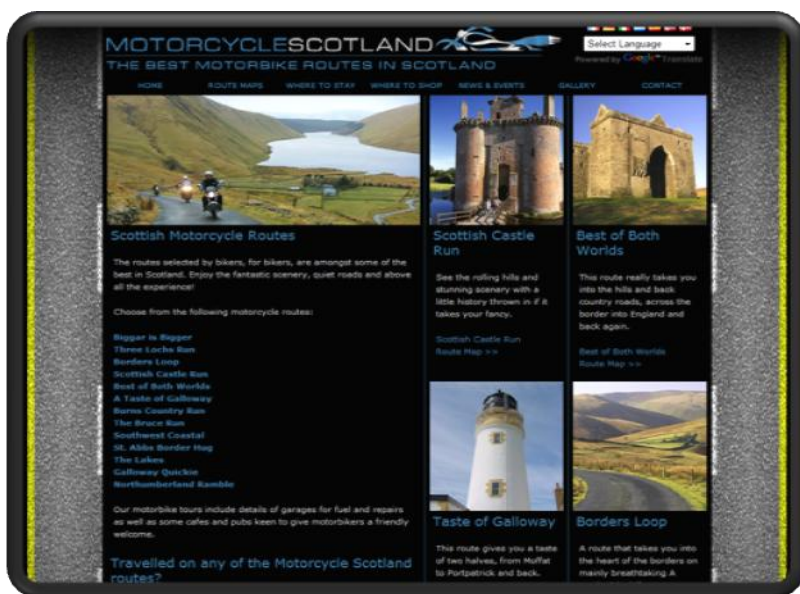 MOTORCYCLESCOTLAND
THE BEST MOTORBIKE ROUTES IN SCOTLAND
Select Language
Powered by Google Translate
HOME ROUTE MAPS WHERE TO STAY WHERE TO SHOP NEWS & EVENTS GALLERY CONTACT
Scottish Motorcycle Routes
The routes selected by bikers, for bikers, are amongst some of the
best in Scotland. Enjoy the fantastic scenery, quiet roads and above
all the experience!
Choose from the following motorcycle routes:
Biggar is Bigger
Three Lochs Run
Borders Loop
Scottish Castle Run
Best of Both Worlds
A Taste of Galloway
Burns Country Run
The Bruce Run
Southwest Coastal
St. Abbs Border Hug
The Lakes
Galloway Quickie
Northumberland Ramble
Our motorbike tours include details of garages for fuel and repairs
as well as some cafes and pubs keen to give motorbikers a friendly
welcome.
Travelled on any of the Motorcycle Scotland
routes?
Scottish Castle
Run
See the rolling hills and
stunning scenery with a
little history thrown in if it
takes your fancy.
Scottish Castle Run
Route Map >>
Best of Both
Worlds
This route really takes you
into the hills and back
country roads, across the
border into England and
back again.
Best of Both Worlds
Route Map >>
Taste of Galloway
This route gives you a taste
of two halves, from Moffat
to Portpatrick and back.
Borders Loop
A route that takes you into
the heart of the borders on
mainly breathtaking A